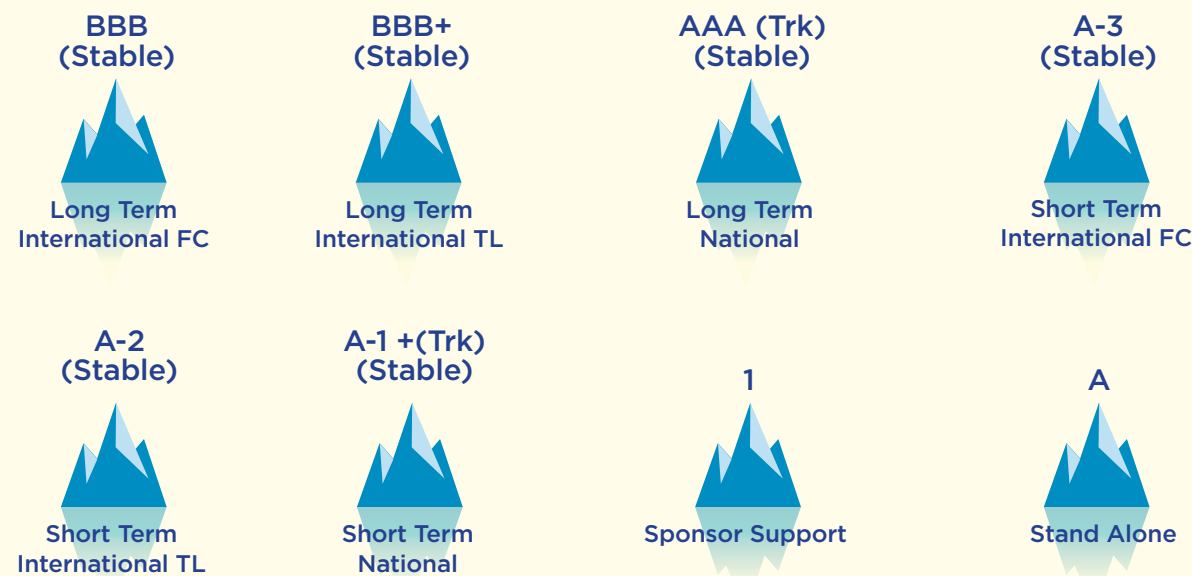 BBB
(Stable)
Long Term
International FC
BBB+
(Stable)
Long Term
International TL
AAA (Trk)
(Stable)
Long Term
National
A-3
(Stable)
Short Term
International FC
A-2
(Stable)
Short Term
International TL
A-1 +(Trk)
(Stable)
Short Term
National
1
Sponsor Support
A
Stand Alone